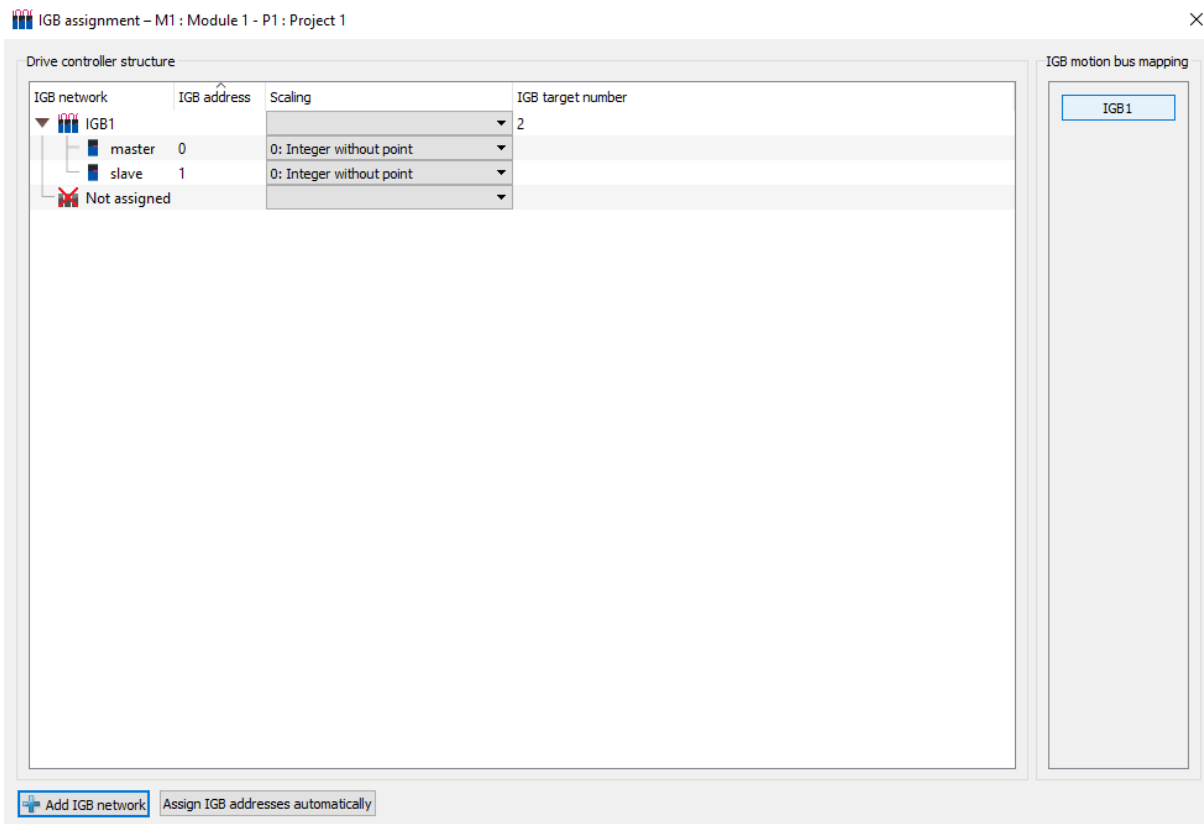 IGB assignment – M1 : Module 1 - P1 : Project 1
Drive controller structure
IGB motion bus mapping
IGB network IGB address Scaling IGB target number
IGB1 2
master 0 0: Integer without point
slave 1 0: Integer without point
Not assigned
IGB1
Add IGB network Assign IGB addresses automatically